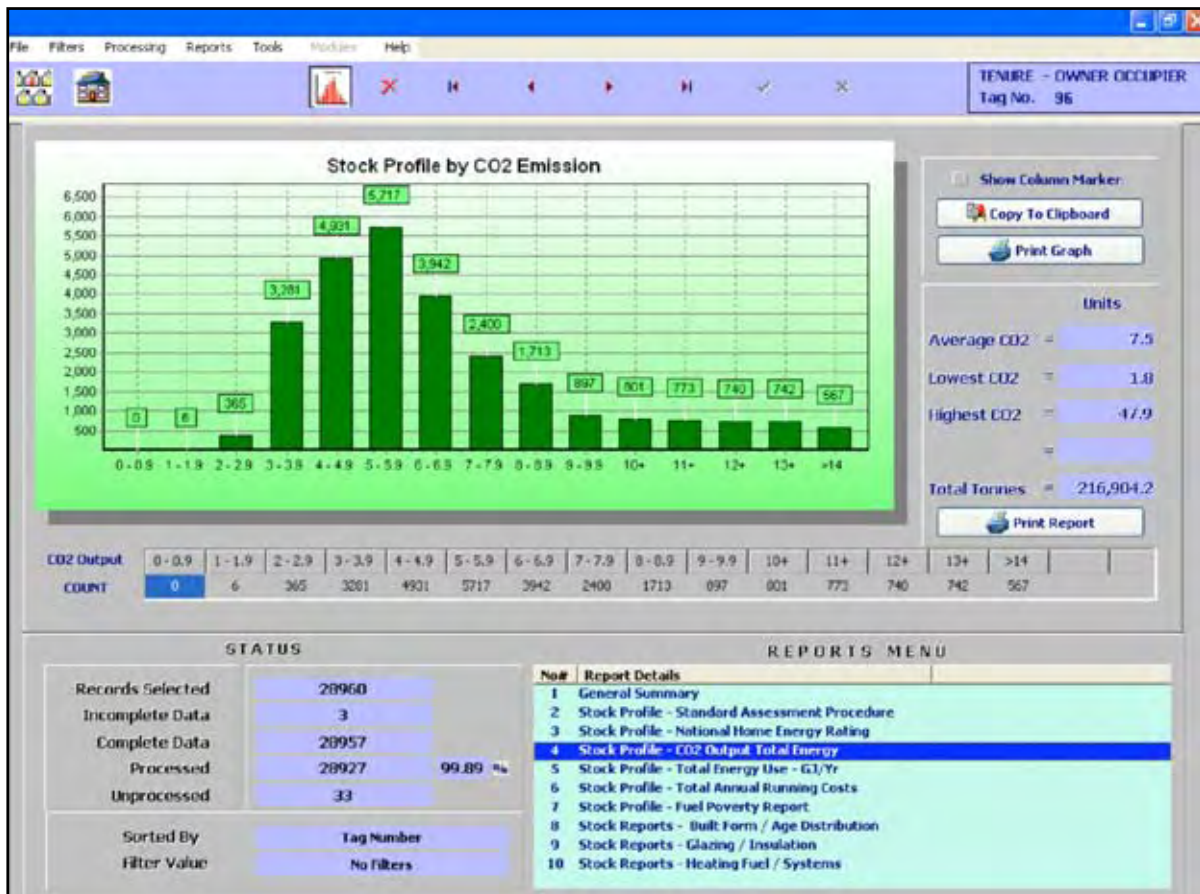 File Filters Processing Reports Tools Modules Help
TENURE - OWNER OCCUPIER
Tag No. 96
Stock Profile by CO2 Emission
6,500
6,000
5,500
5,000
4,500
4,000
3,500
3,000
2,500
2,000
1,500
1,000
500
0 6 365 3,281 4,931 5,717 3,942 2,400 1,713 897 801 773 740 742 567
0 - 0.9 1 - 1.9 2 - 2.9 3 - 3.9 4 - 4.9 5 - 5.9 6 - 6.9 7 - 7.9 8 - 8.9 9 - 9.9 10+ 11+ 12+ 13+ >14
Show Column Marker
Copy To Clipboard
Print Graph
Units
Average CO2 = 7.5
Lowest CO2 = 1.8
Highest CO2 = 47.9
=
Total Tonnes = 216,904.2
Print Report
CO2 Output 0 - 0.9 1 - 1.9 2 - 2.9 3 - 3.9 4 - 4.9 5 - 5.9 6 - 6.9 7 - 7.9 8 - 8.9 9 - 9.9 10+ 11+ 12+ 13+ >14
COUNT 0 6 365 3281 4931 5717 3942 2400 1713 897 801 773 740 742 567
STATUS
Records Selected 28960
Incomplete Data 3
Complete Data 28957
Processed 28927 99.89 %
Unprocessed 33
Sorted By Tag Number
Filter Value No Filters
REPORTS MENU
No# Report Details
1 General Summary
2 Stock Profile - Standard Assessment Procedure
3 Stock Profile - National Home Energy Rating
4 Stock Profile - CO2 Output Total Energy
5 Stock Profile - Total Energy Use - GJ/Yr
6 Stock Profile - Total Annual Running Costs
7 Stock Profile - Fuel Poverty Report
8 Stock Reports - Built Form / Age Distribution
9 Stock Reports - Glazing / Insulation
10 Stock Reports - Heating Fuel / Systems